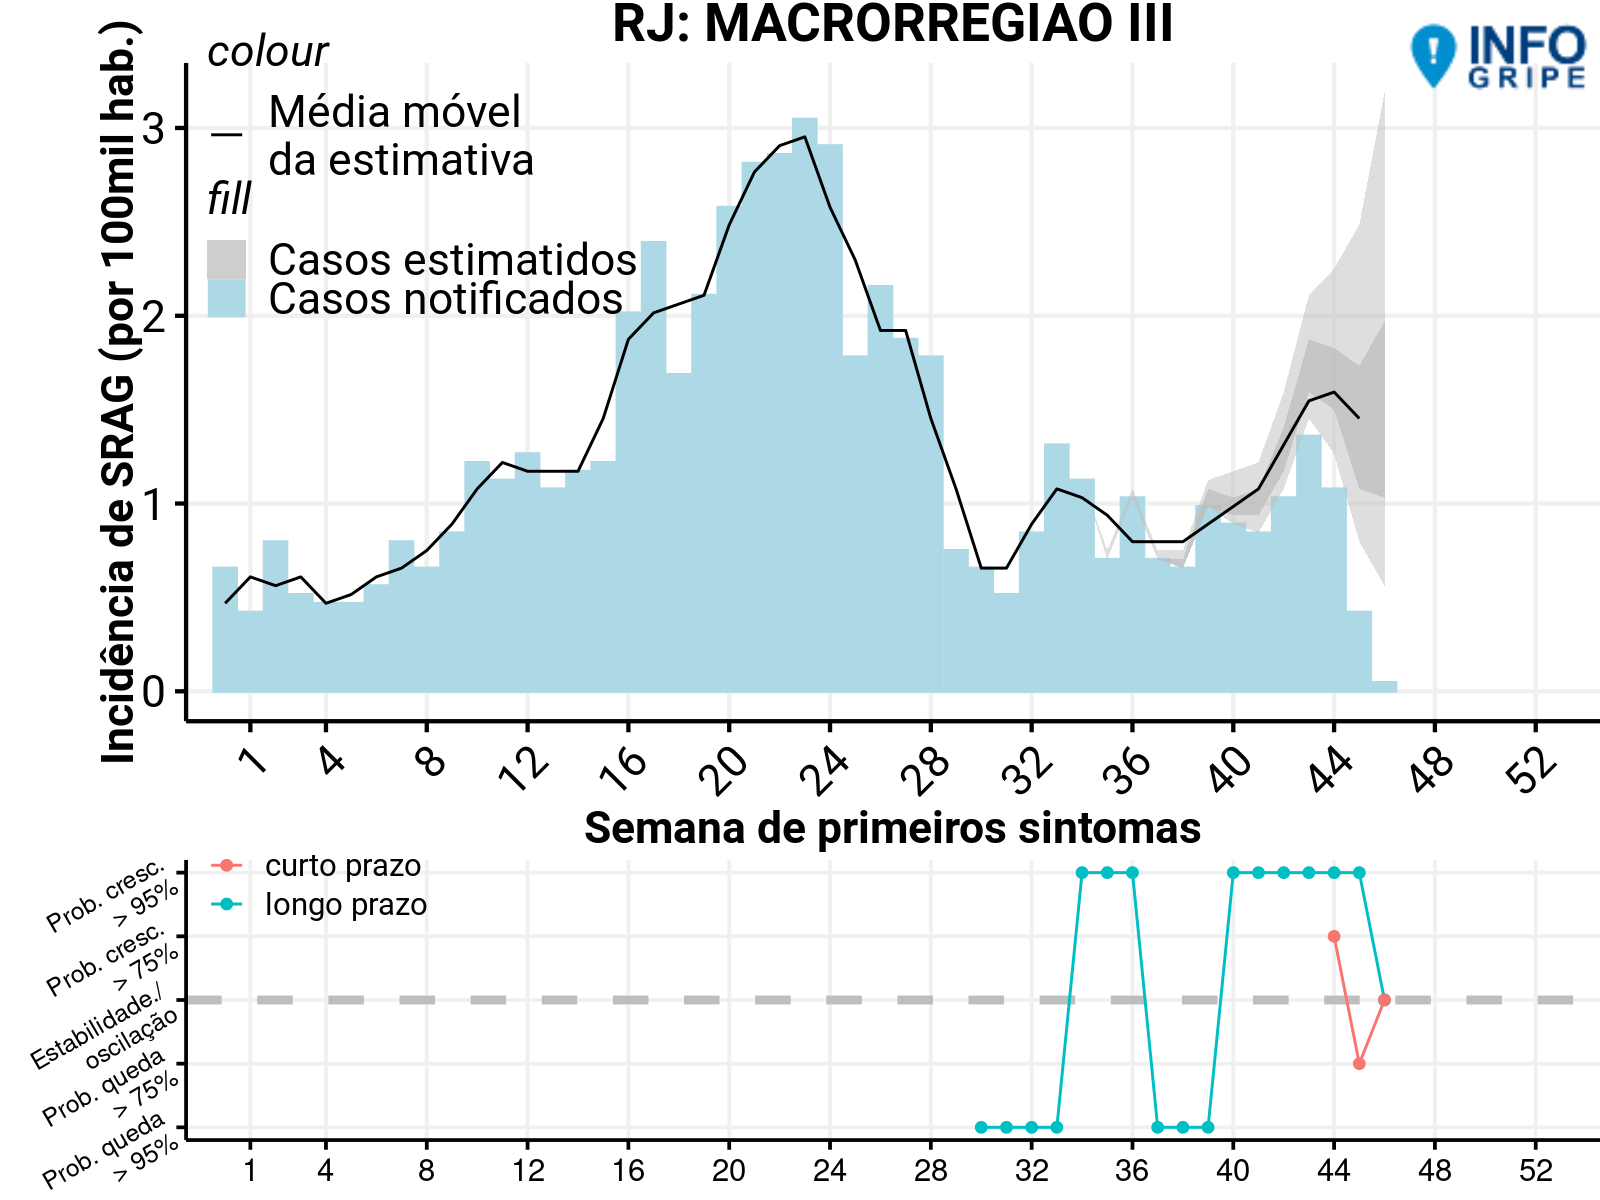 RJ: MACRORREGIAO III
INFO
GRIPE
Incidência de SRAG (por 100mil hab.)
colour
Média móvel
da estimativa
fill
Casos estimatidos
Casos notificados
3
2
1
0
1 4 8 12 16 20 24 28 32 36 40 44 48 52
Semana de primeiros sintomas
curto prazo
longo prazo
Prob. cresc.
> 95%
Prob. cresc.
> 75%
Estabilidade./
oscilação
Prob. queda
> 75%
Prob. queda
> 95%
1 4 8 12 16 20 24 28 32 36 40 44 48 52